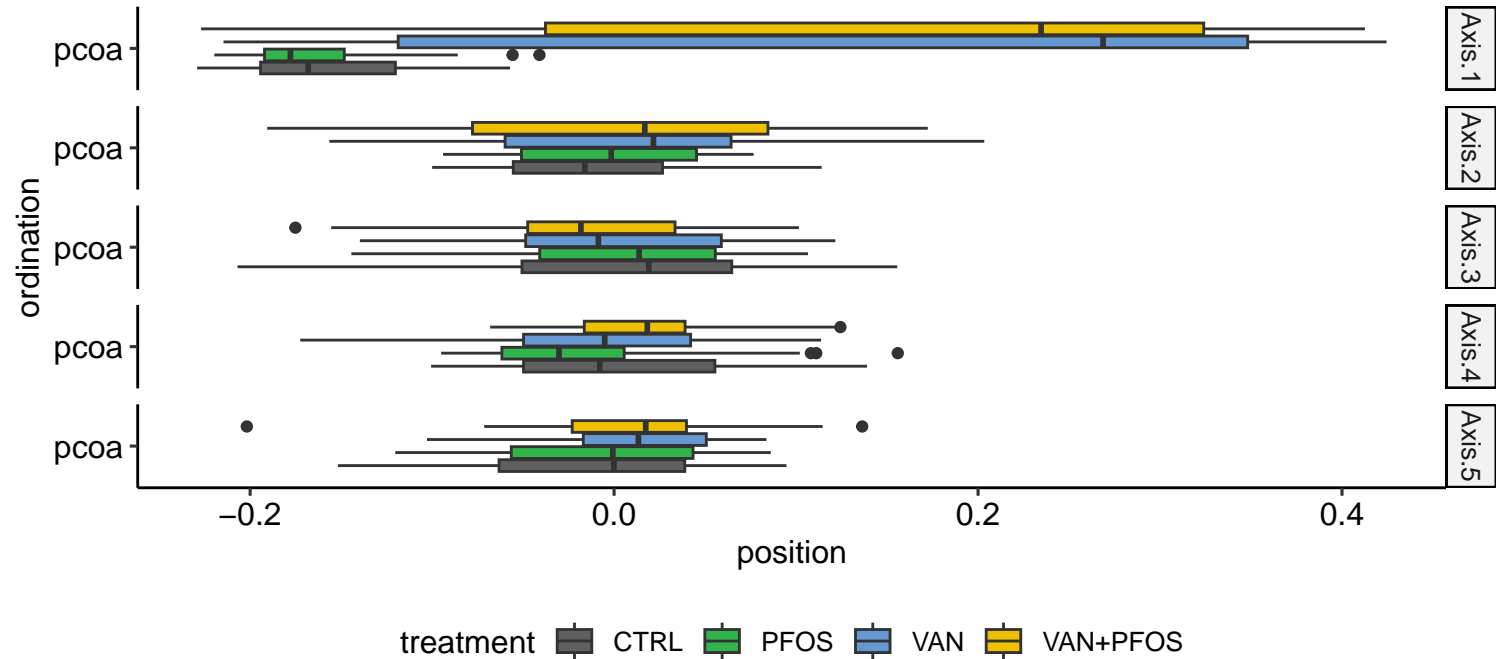 pcoa
Axis.1
pcoa
Axis.2
pcoa
Axis.3
pcoa
Axis.4
pcoa
Axis.5
ordination
−0.2 0.0 0.2 0.4
position
treatment CTRL PFOS VAN VAN+PFOS